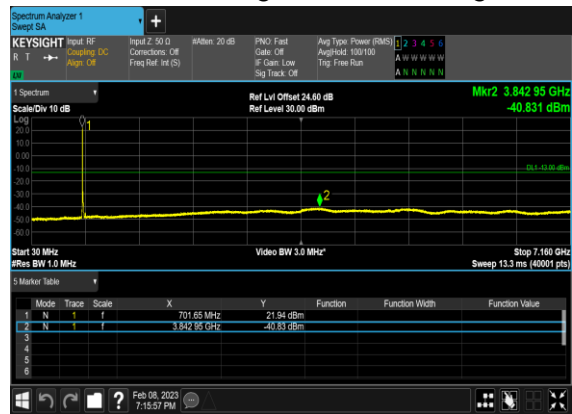 Spectrum Analyzer 1
Swept SA
KEYSIGHT Input: RF Input Z: 50 Ω #Atten: 20 dB PNO: Fast Avg Type: Power (RMS) 1 2 3 4 5 6
R T Coupling: DC Corrections: Off Gate: Off Avg|Hold: 100/100 A W W W W W
Align: Off Freq Ref: Int (S) IF Gain: Low Trig: Free Run
LW Sig Track: Off A N N N N N
1 Spectrum Ref Lvl Offset 24.60 dB Mkr2 3.842 95 GHz
Scale/Div 10 dB Ref Level 30.00 dBm -40.831 dBm
Log 1
20.0
10.0
0.00
-10.0 DL1 -13.00 dBm
-20.0
-30.0
-40.0 2
-50.0
-60.0
Start 30 MHz Video BW 3.0 MHz* Stop 7.160 GHz
#Res BW 1.0 MHz Sweep 13.3 ms (40001 pts)
5 Marker Table
Mode Trace Scale X Y Function Function Width Function Value
1 N 1 f 701.65 MHz 21.94 dBm
2 N 1 f 3.842 95 GHz -40.83 dBm
3
4
5
6
? Feb 08, 2023
7:15:57 PM